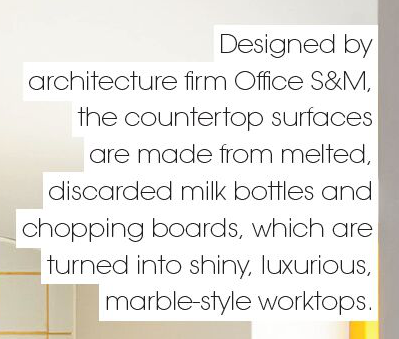 Designed by
architecture firm Office S&M,
the countertop surfaces
are made from melted,
discarded milk bottles and
chopping boards, which are
turned into shiny, luxurious,
marble-style worktops.